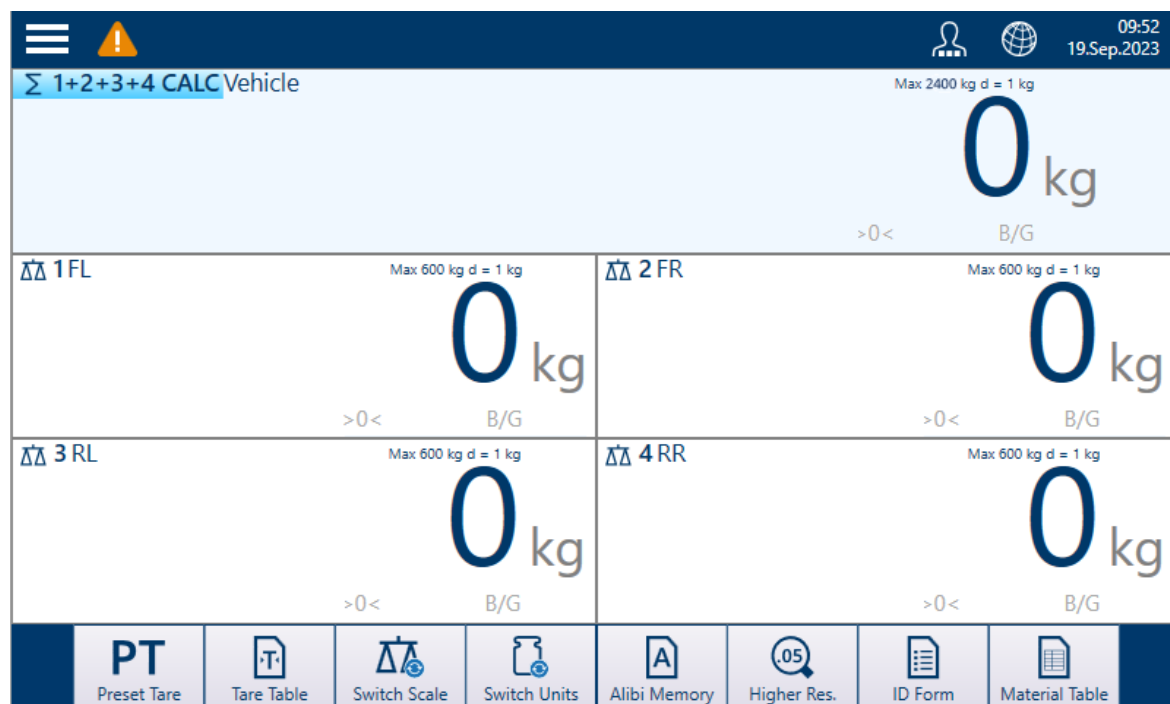 09:52
19.Sep.2023
Σ 1+2+3+4 CALC Vehicle
Max 2400 kg d = 1 kg
0 kg
>0< B/G
1 FL
Max 600 kg d = 1 kg
0 kg
>0< B/G
2 FR
Max 600 kg d = 1 kg
0 kg
>0< B/G
3 RL
Max 600 kg d = 1 kg
0 kg
>0< B/G
4 RR
Max 600 kg d = 1 kg
0 kg
>0< B/G
PT
Preset Tare
T
Tare Table
Switch Scale
Switch Units
A
Alibi Memory
.05
Higher Res.
ID Form
Material Table